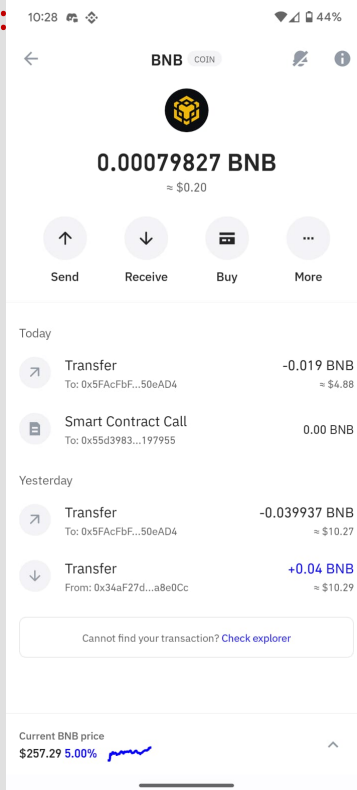 10:28 44%
BNB COIN
0.00079827 BNB
≈ $0.20
Send Receive Buy More
Today
Transfer -0.019 BNB
To: 0x5FAcFbF...50eAD4 ≈ $4.88
Smart Contract Call 0.00 BNB
To: 0x55d3983...197955
Yesterday
Transfer -0.039937 BNB
To: 0x5FAcFbF...50eAD4 ≈ $10.27
Transfer +0.04 BNB
From: 0x34aF27d...a8e0Cc ≈ $10.29
Cannot find your transaction? Check explorer
Current BNB price
$257.29 5.00%